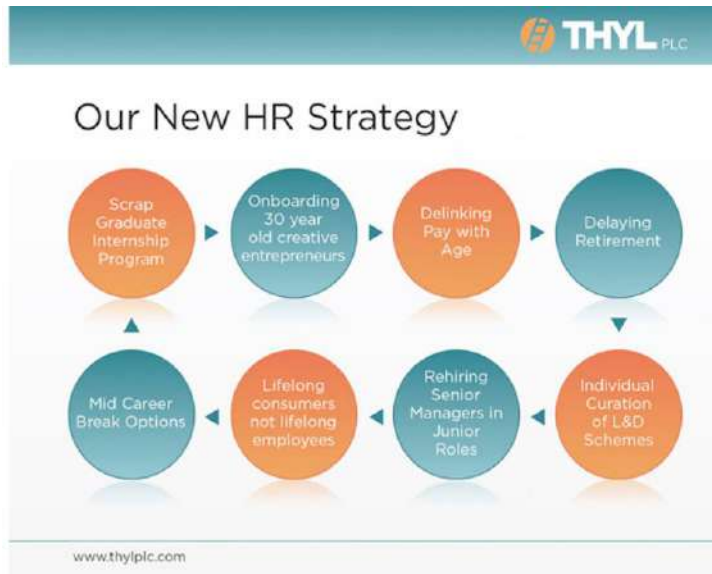 THYL PLC
Our New HR Strategy
Scrap
Graduate
Internship
Program
Onboarding
30 year
old creative
entrepreneurs
Delinking
Pay with
Age
Delaying
Retirement
Individual
Curation
of L&D
Schemes
Rehiring
Senior
Managers in
Junior
Roles
Lifelong
consumers
not lifelong
employees
Mid Career
Break Options
www.thylplc.com